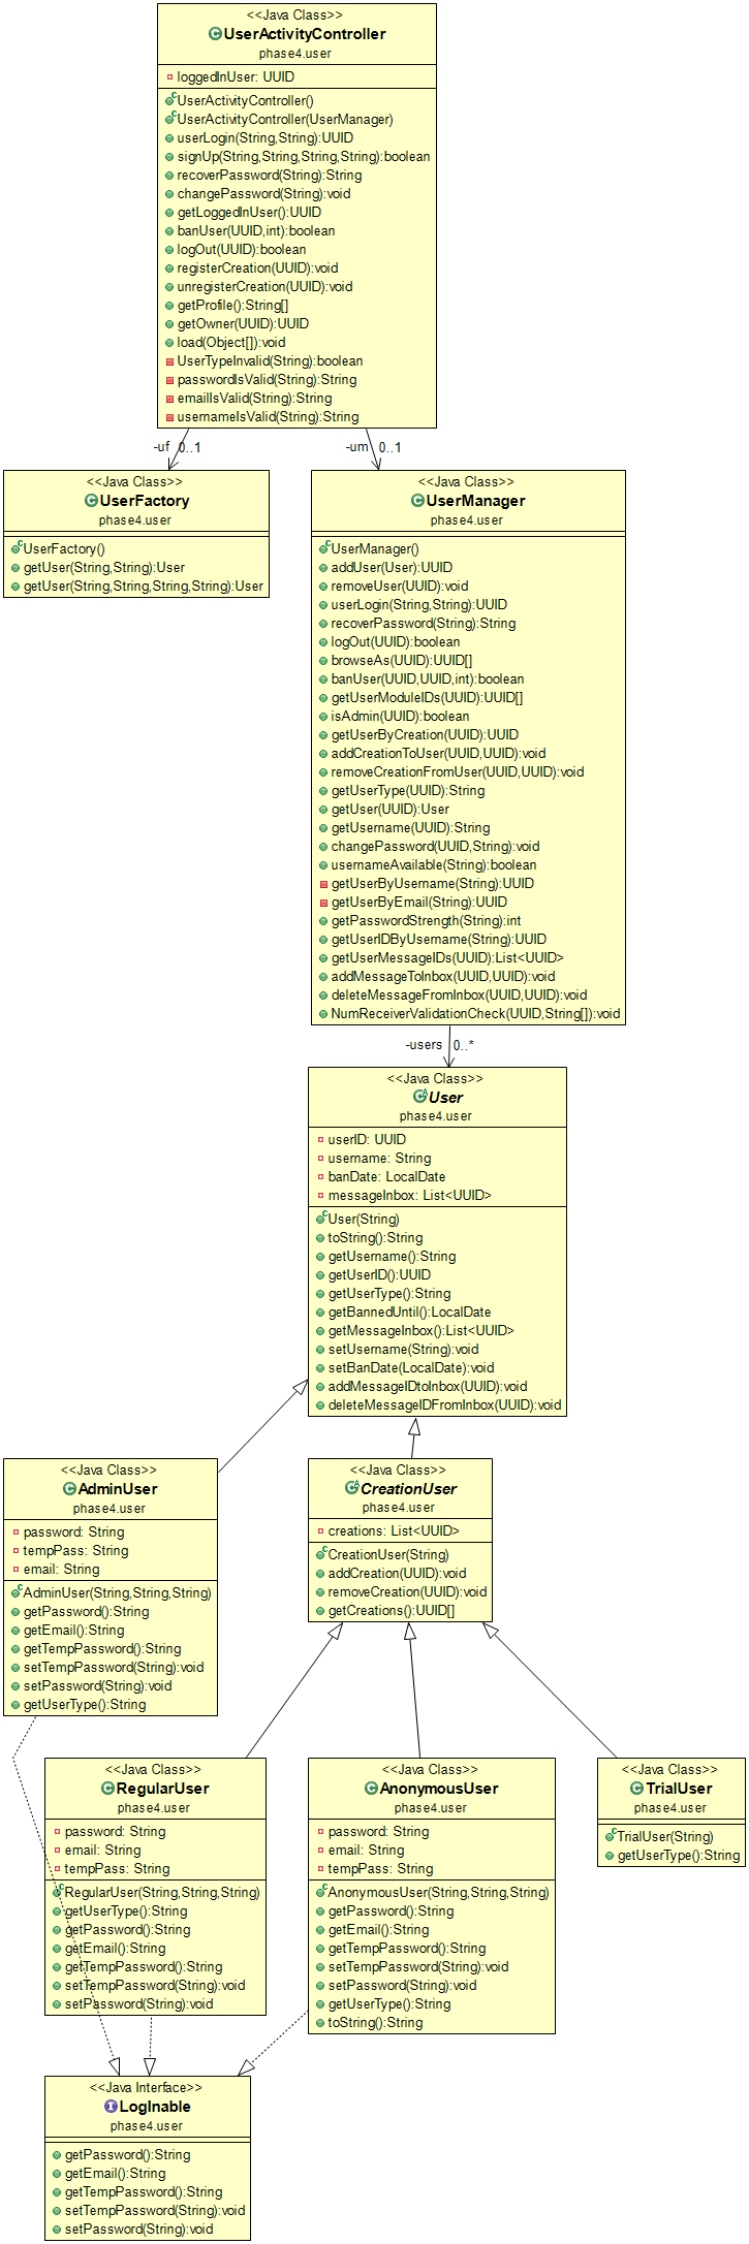 <<Java Class>>
UserActivityController
phase4.user
loggedInUser: UUID
UserActivityController()
UserActivityController(UserManager)
userLogin(String,String):UUID
signUp(String,String,String,String):boolean
recoverPassword(String):String
changePassword(String):void
getLoggedInUser():UUID
banUser(UUID,int):boolean
logOut(UUID):boolean
registerCreation(UUID):void
unregisterCreation(UUID):void
getProfile():String[]
getOwner(UUID):UUID
load(Object[]):void
UserTypeInvalid(String):boolean
passwordIsValid(String):String
emailIsValid(String):String
usernameIsValid(String):String
-uf 0..1
-um 0..1
<<Java Class>>
UserFactory
phase4.user
UserFactory()
getUser(String,String):User
getUser(String,String,String,String):User
<<Java Class>>
UserManager
phase4.user
UserManager()
addUser(User):UUID
removeUser(UUID):void
userLogin(String,String):UUID
recoverPassword(String):String
logOut(UUID):boolean
browseAs(UUID):UUID[]
banUser(UUID,UUID,int):boolean
getUserModuleIDs(UUID):UUID[]
isAdmin(UUID):boolean
getUserByCreation(UUID):UUID
addCreationToUser(UUID,UUID):void
removeCreationFromUser(UUID,UUID):void
getUserType(UUID):String
getUser(UUID):User
getUsername(UUID):String
changePassword(UUID,String):void
usernameAvailable(String):boolean
getUserByUsername(String):UUID
getUserByEmail(String):UUID
getPasswordStrength(String):int
getUserIDByUsername(String):UUID
getUserMessageIDs(UUID):List<UUID>
addMessageToInbox(UUID,UUID):void
deleteMessageFromInbox(UUID,UUID):void
NumReceiverValidationCheck(UUID,String[]):void
-users 0..*
<<Java Class>>
User
phase4.user
userID: UUID
username: String
banDate: LocalDate
messageInbox: List<UUID>
User(String)
toString():String
getUsername():String
getUserID():UUID
getUserType():String
getBannedUntil():LocalDate
getMessageInbox():List<UUID>
setUsername(String):void
setBanDate(LocalDate):void
addMessageIDtoInbox(UUID):void
deleteMessageIDFromInbox(UUID):void
<<Java Class>>
AdminUser
phase4.user
password: String
tempPass: String
email: String
AdminUser(String,String,String)
getPassword():String
getEmail():String
getTempPassword():String
setTempPassword(String):void
setPassword(String):void
getUserType():String
<<Java Class>>
CreationUser
phase4.user
creations: List<UUID>
CreationUser(String)
addCreation(UUID):void
removeCreation(UUID):void
getCreations():UUID[]
<<Java Class>>
RegularUser
phase4.user
password: String
email: String
tempPass: String
RegularUser(String,String,String)
getUserType():String
getPassword():String
getEmail():String
getTempPassword():String
setTempPassword(String):void
setPassword(String):void
<<Java Class>>
AnonymousUser
phase4.user
password: String
email: String
tempPass: String
AnonymousUser(String,String,String)
getPassword():String
getEmail():String
getTempPassword():String
setTempPassword(String):void
setPassword(String):void
getUserType():String
toString():String
<<Java Class>>
TrialUser
phase4.user
TrialUser(String)
getUserType():String
<<Java Interface>>
LogInable
phase4.user
getPassword():String
getEmail():String
getTempPassword():String
setTempPassword(String):void
setPassword(String):void